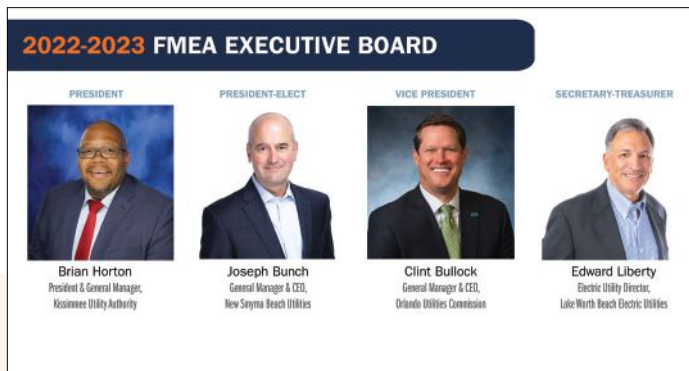 2022-2023 FMEA EXECUTIVE BOARD
PRESIDENT
Brian Horton
President & General Manager,
Kissimmee Utility Authority
PRESIDENT-ELECT
Joseph Bunch
General Manager & CEO,
New Smyrna Beach Utilities
VICE PRESIDENT
Clint Bullock
General Manager & CEO,
Orlando Utilities Commission
SECRETARY-TREASURER
Edward Liberty
Electric Utility Director,
Lake Worth Beach Electric Utilities